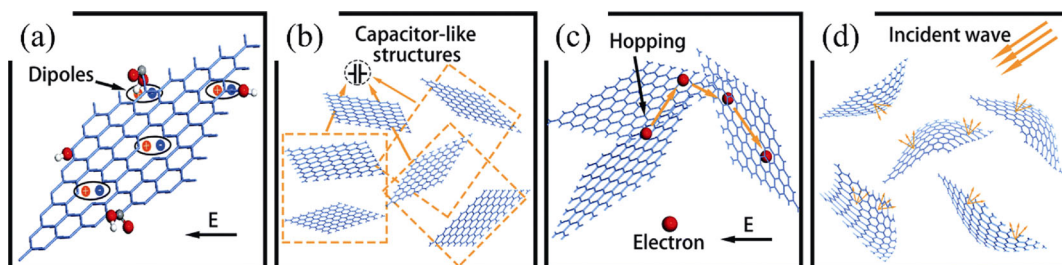 (a)
Dipoles
E
(b)
Capacitor-like
structures
(c)
Hopping
Electron
E
(d)
Incident wave